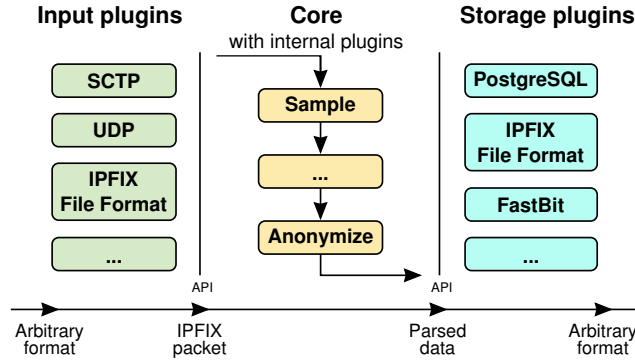 Input plugins
Core
Storage plugins
with internal plugins
SCTP
UDP
IPFIX
File Format
...
Sample
...
Anonymize
PostgreSQL
IPFIX
File Format
FastBit
...
API
API
Arbitrary
format
IPFIX
packet
Parsed
data
Arbitrary
format